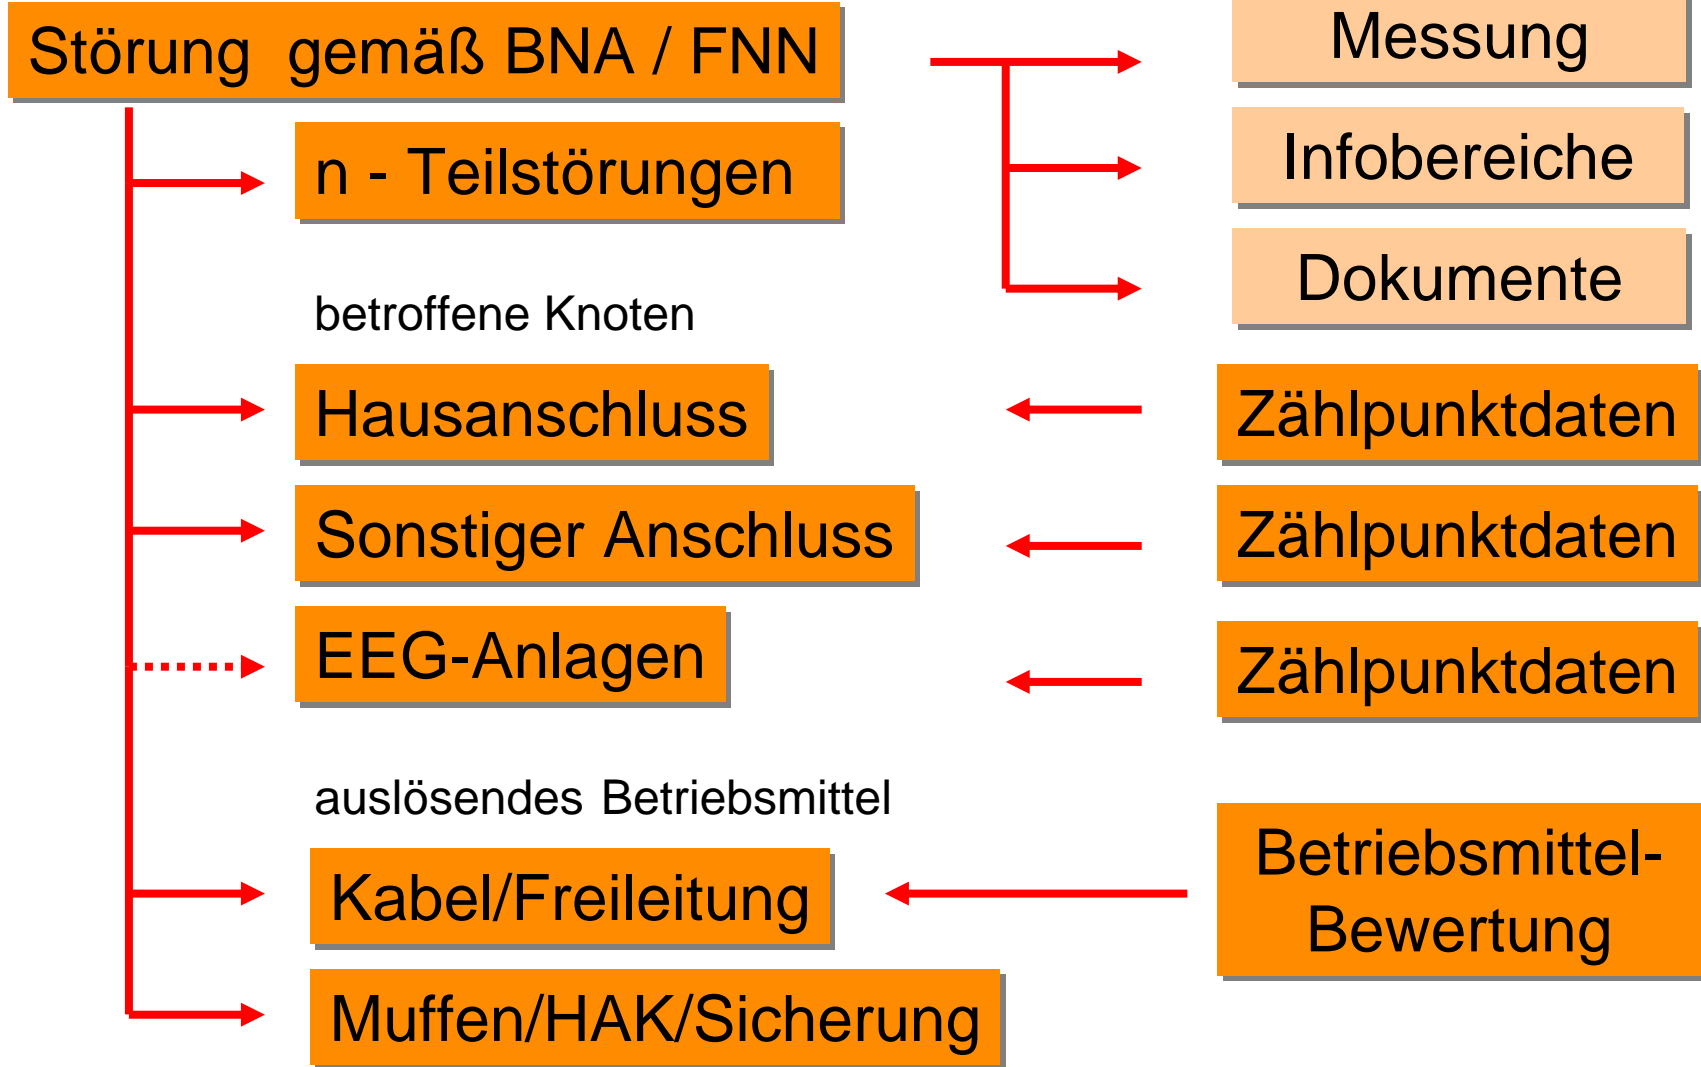 Störung gemäß BNA / FNN
Messung
n - Teilstörungen
Infobereiche
Dokumente
betroffene Knoten
Hausanschluss
Zählpunktdaten
Sonstiger Anschluss
Zählpunktdaten
EEG-Anlagen
Zählpunktdaten
auslösendes Betriebsmittel
Kabel/Freileitung
Betriebsmittel-
Bewertung
Muffen/HAK/Sicherung